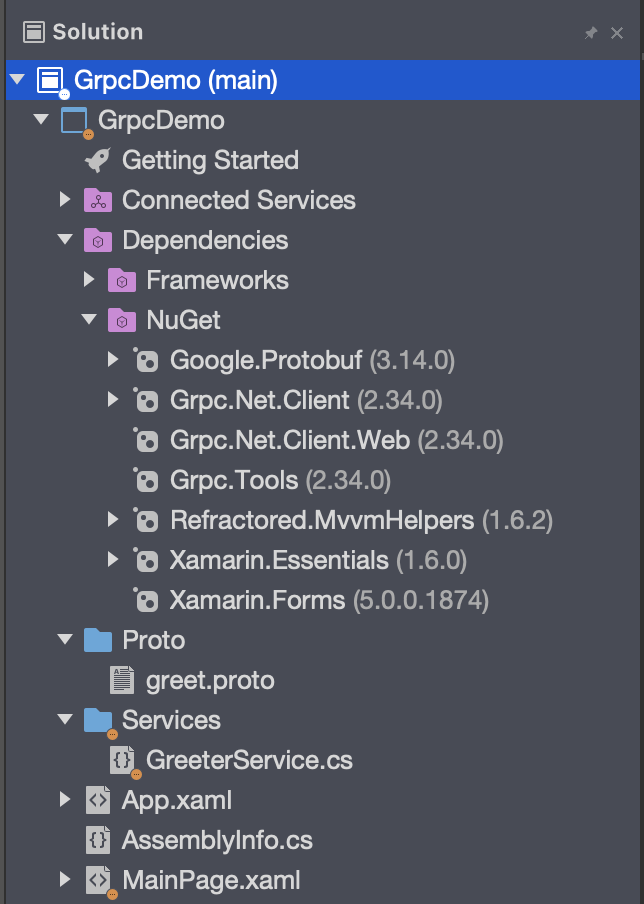 Solution
GrpcDemo (main)
GrpcDemo
Getting Started
Connected Services
Dependencies
Frameworks
NuGet
Google.Protobuf (3.14.0)
Grpc.Net.Client (2.34.0)
Grpc.Net.Client.Web (2.34.0)
Grpc.Tools (2.34.0)
Refractored.MvvmHelpers (1.6.2)
Xamarin.Essentials (1.6.0)
Xamarin.Forms (5.0.0.1874)
Proto
greet.proto
Services
GreeterService.cs
App.xaml
AssemblyInfo.cs
MainPage.xaml